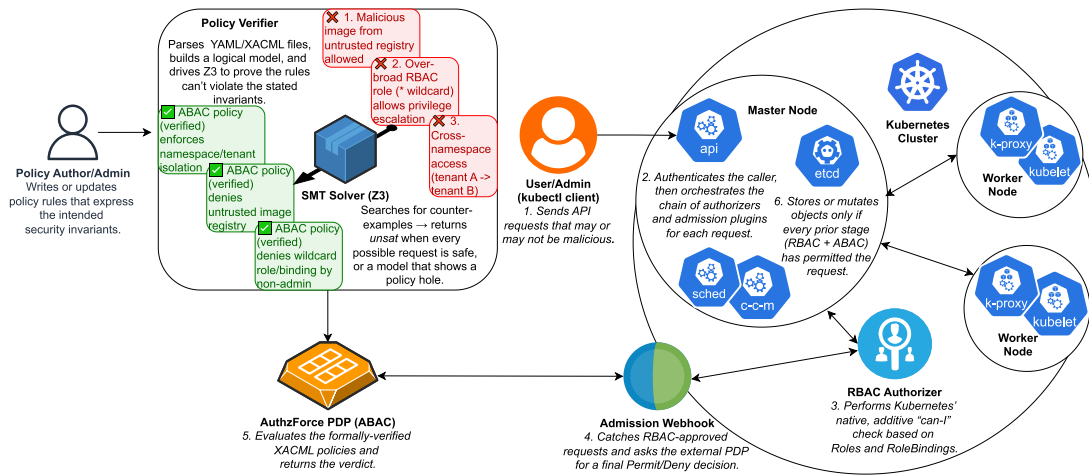 Policy Verifier
Parses YAML/XACML files,
builds a logical model, and
drives Z3 to prove the rules
can't violate the stated
invariants.
1. Malicious
image from
untrusted registry
allowed
2. Over-
broad RBAC
role (* wildcard)
allows privilege
escalation
3.
Cross-
namespace
access
(tenant A ->
tenant B)
ABAC policy
(verified)
enforces
namespace/tenant
isolation
ABAC policy
(verified)
denies
untrusted image
registry
ABAC policy
(verified)
denies wildcard
role/binding by
non-admin
SMT Solver (Z3)
Searches for counter-
examples → returns
unsat when every
possible request is safe,
or a model that shows a
policy hole.
Policy Author/Admin
Writes or updates
policy rules that express
the intended
security invariants.
User/Admin
(kubectl client)
1. Sends API
requests that may or
may not be malicious.
Master Node
api
etcd
2. Authenticates the caller,
then orchestrates the
chain of authorizers
and admission plugins
for each request.
6. Stores or mutates
objects only if
every prior stage
(RBAC + ABAC)
has permitted the
request.
sched
c-c-m
Kubernetes
Cluster
k-proxy
kubelet
Worker
Node
k-proxy
kubelet
Worker
Node
RBAC Authorizer
3. Performs Kubernetes'
native, additive "can-I"
check based on
Roles and RoleBindings.
Admission Webhook
4. Catches RBAC-approved
requests and asks the external PDP
for a final Permit/Deny decision.
AuthzForce PDP (ABAC)
5. Evaluates the formally-verified
XACML policies and
returns the verdict.